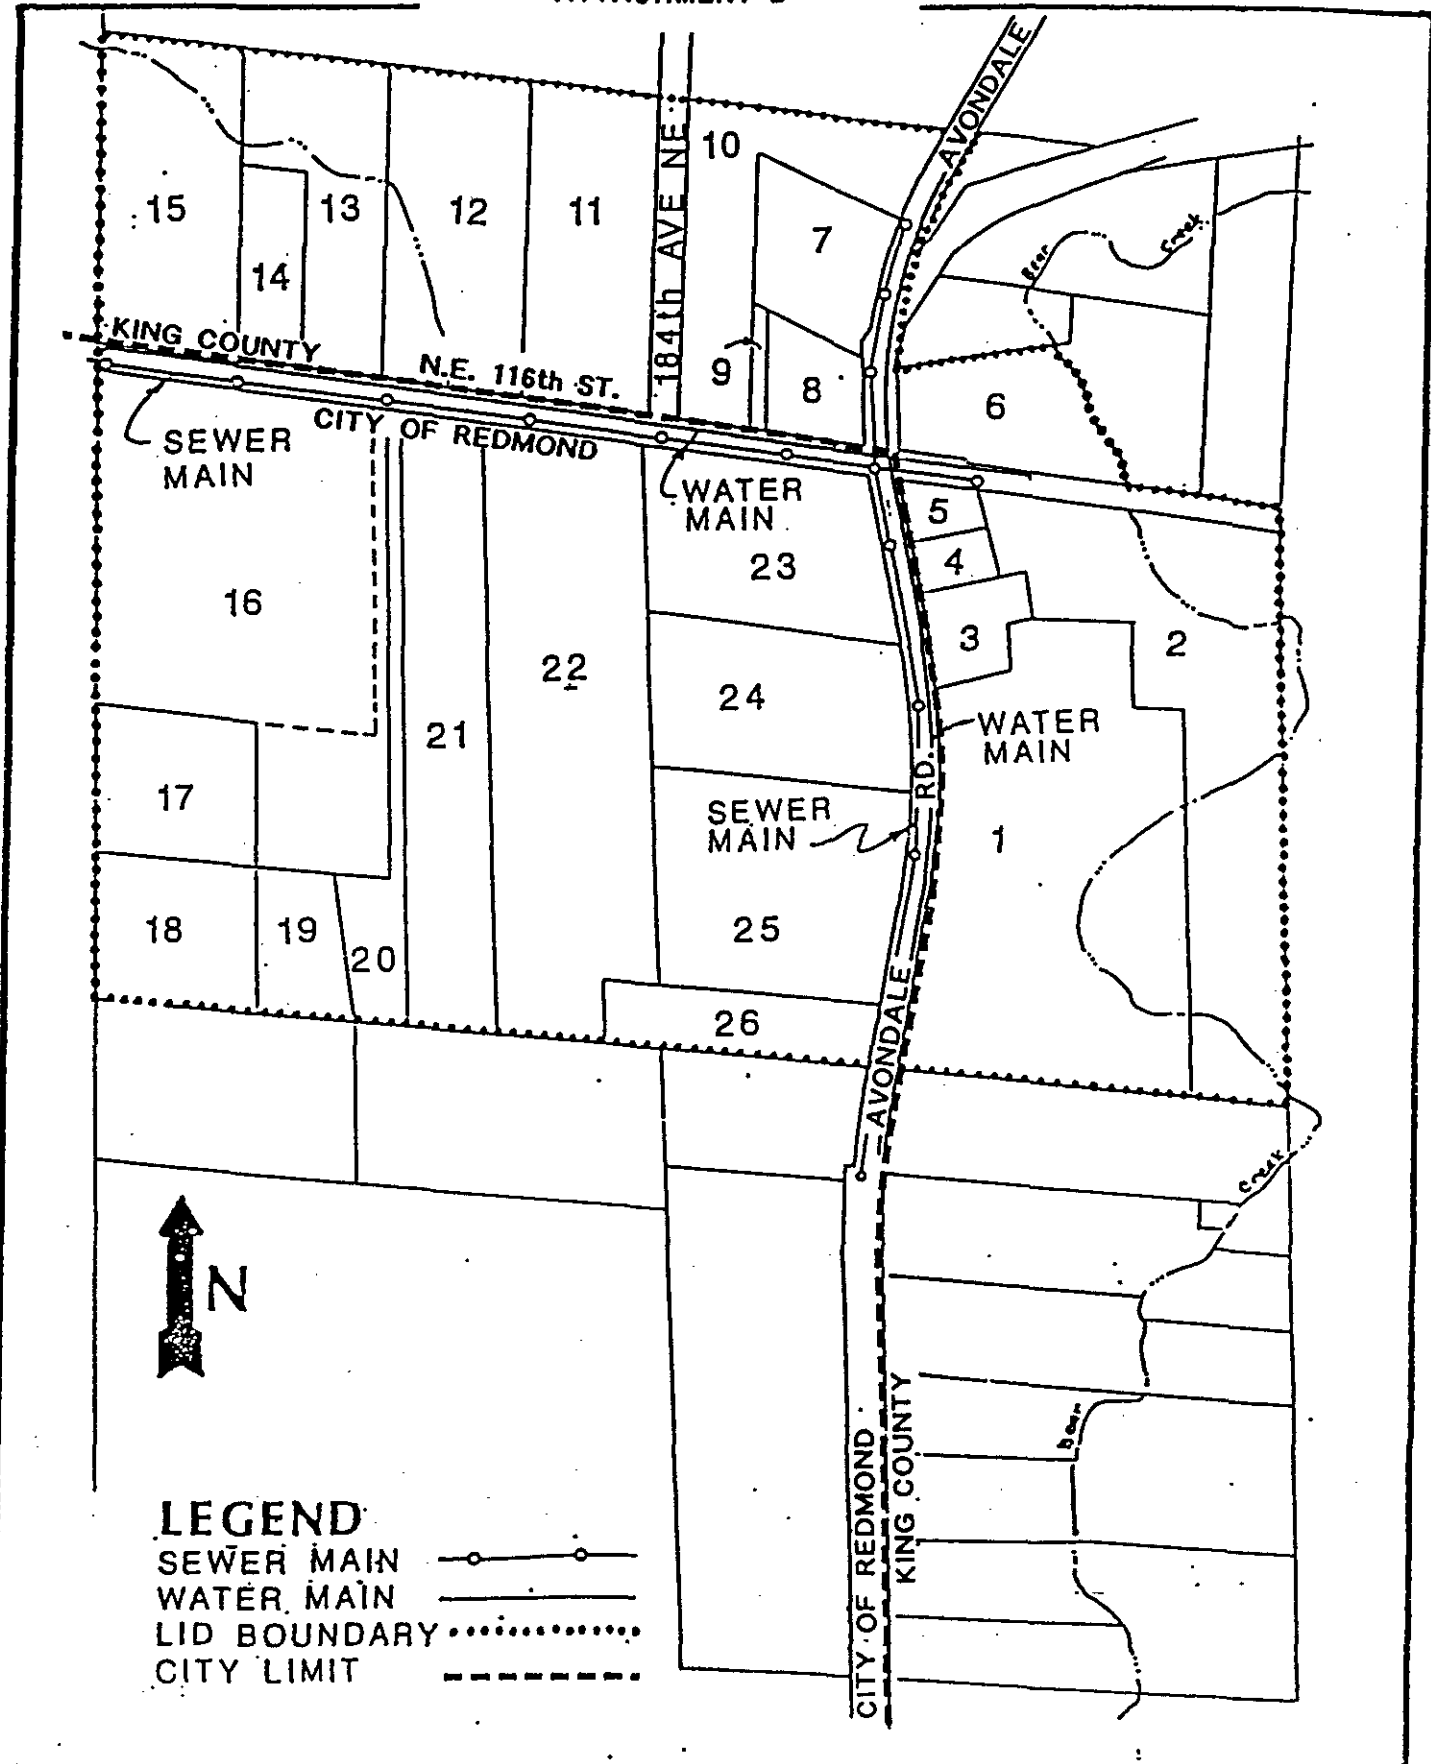 AVONDALE
184th AVE NE
10
15
13
12
11
7
14
Bear
Creek
KING COUNTY
N.E. 116th ST.
9
8
6
CITY OF REDMOND
SEWER
MAIN
WATER
MAIN
5
4
23
16
3
2
22
24
21
WATER
MAIN
RD.
17
SEWER
MAIN
1
18
19
20
25
26
AVONDALE
Creek
N
Bear
CITY OF REDMOND
KING COUNTY
LEGEND
SEWER MAIN
WATER MAIN
LID BOUNDARY
CITY LIMIT